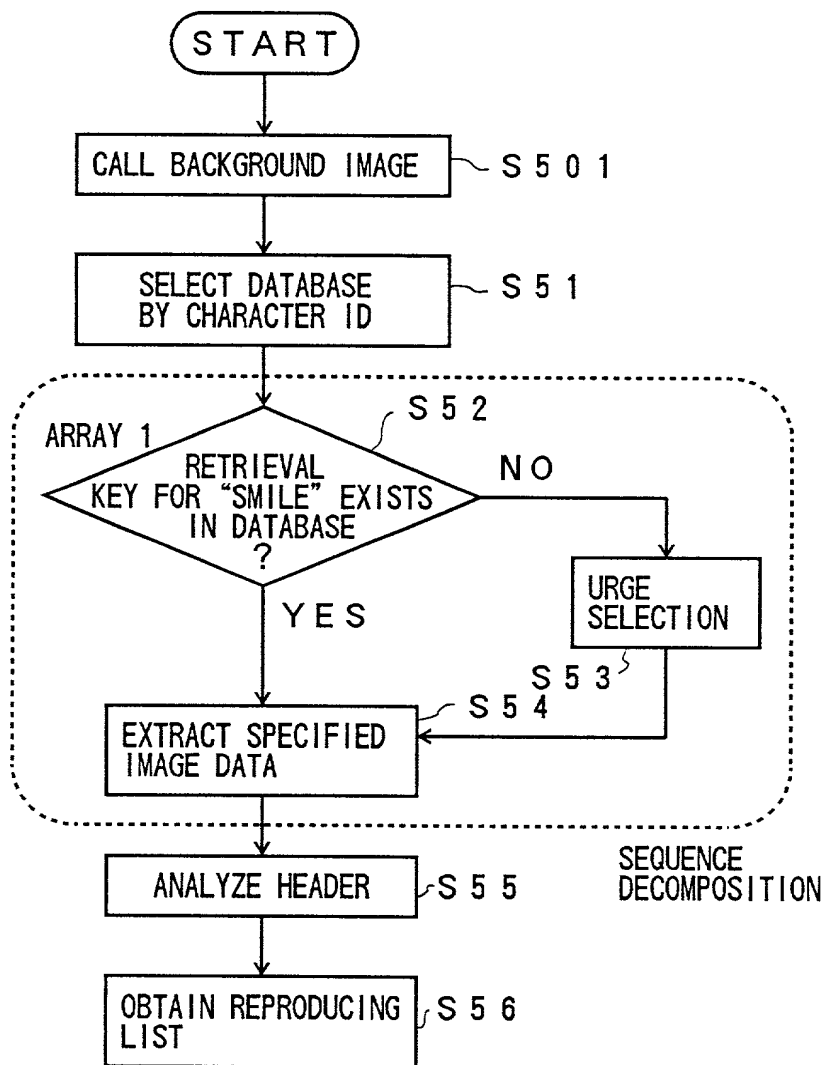 START
CALL BACKGROUND IMAGE
S501
SELECT DATABASE
BY CHARACTER ID
S51
ARRAY 1
S52
RETRIEVAL
KEY FOR "SMILE" EXISTS
IN DATABASE
?
NO
YES
URGE
SELECTION
S53
S54
EXTRACT SPECIFIED
IMAGE DATA
SEQUENCE
DECOMPOSITION
ANALYZE HEADER
S55
OBTAIN REPRODUCING
LIST
S56